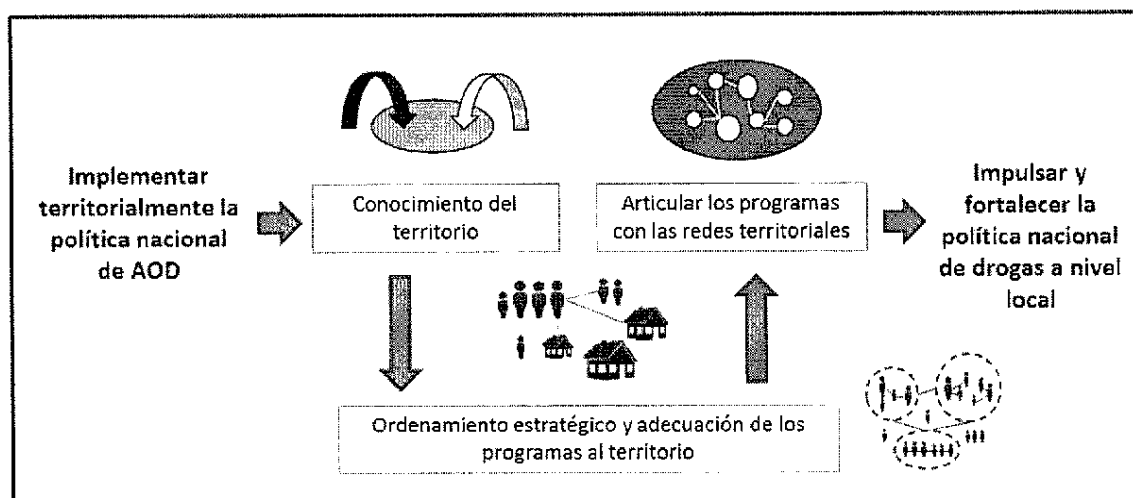 Implementar
territorialmente la
política nacional
de AOD
Conocimiento del
territorio
Articular los programas
con las redes territoriales
Impulsar y
fortalecer la
política nacional
de drogas a nivel
local
Ordenamiento estratégico y adecuación de los
programas al territorio